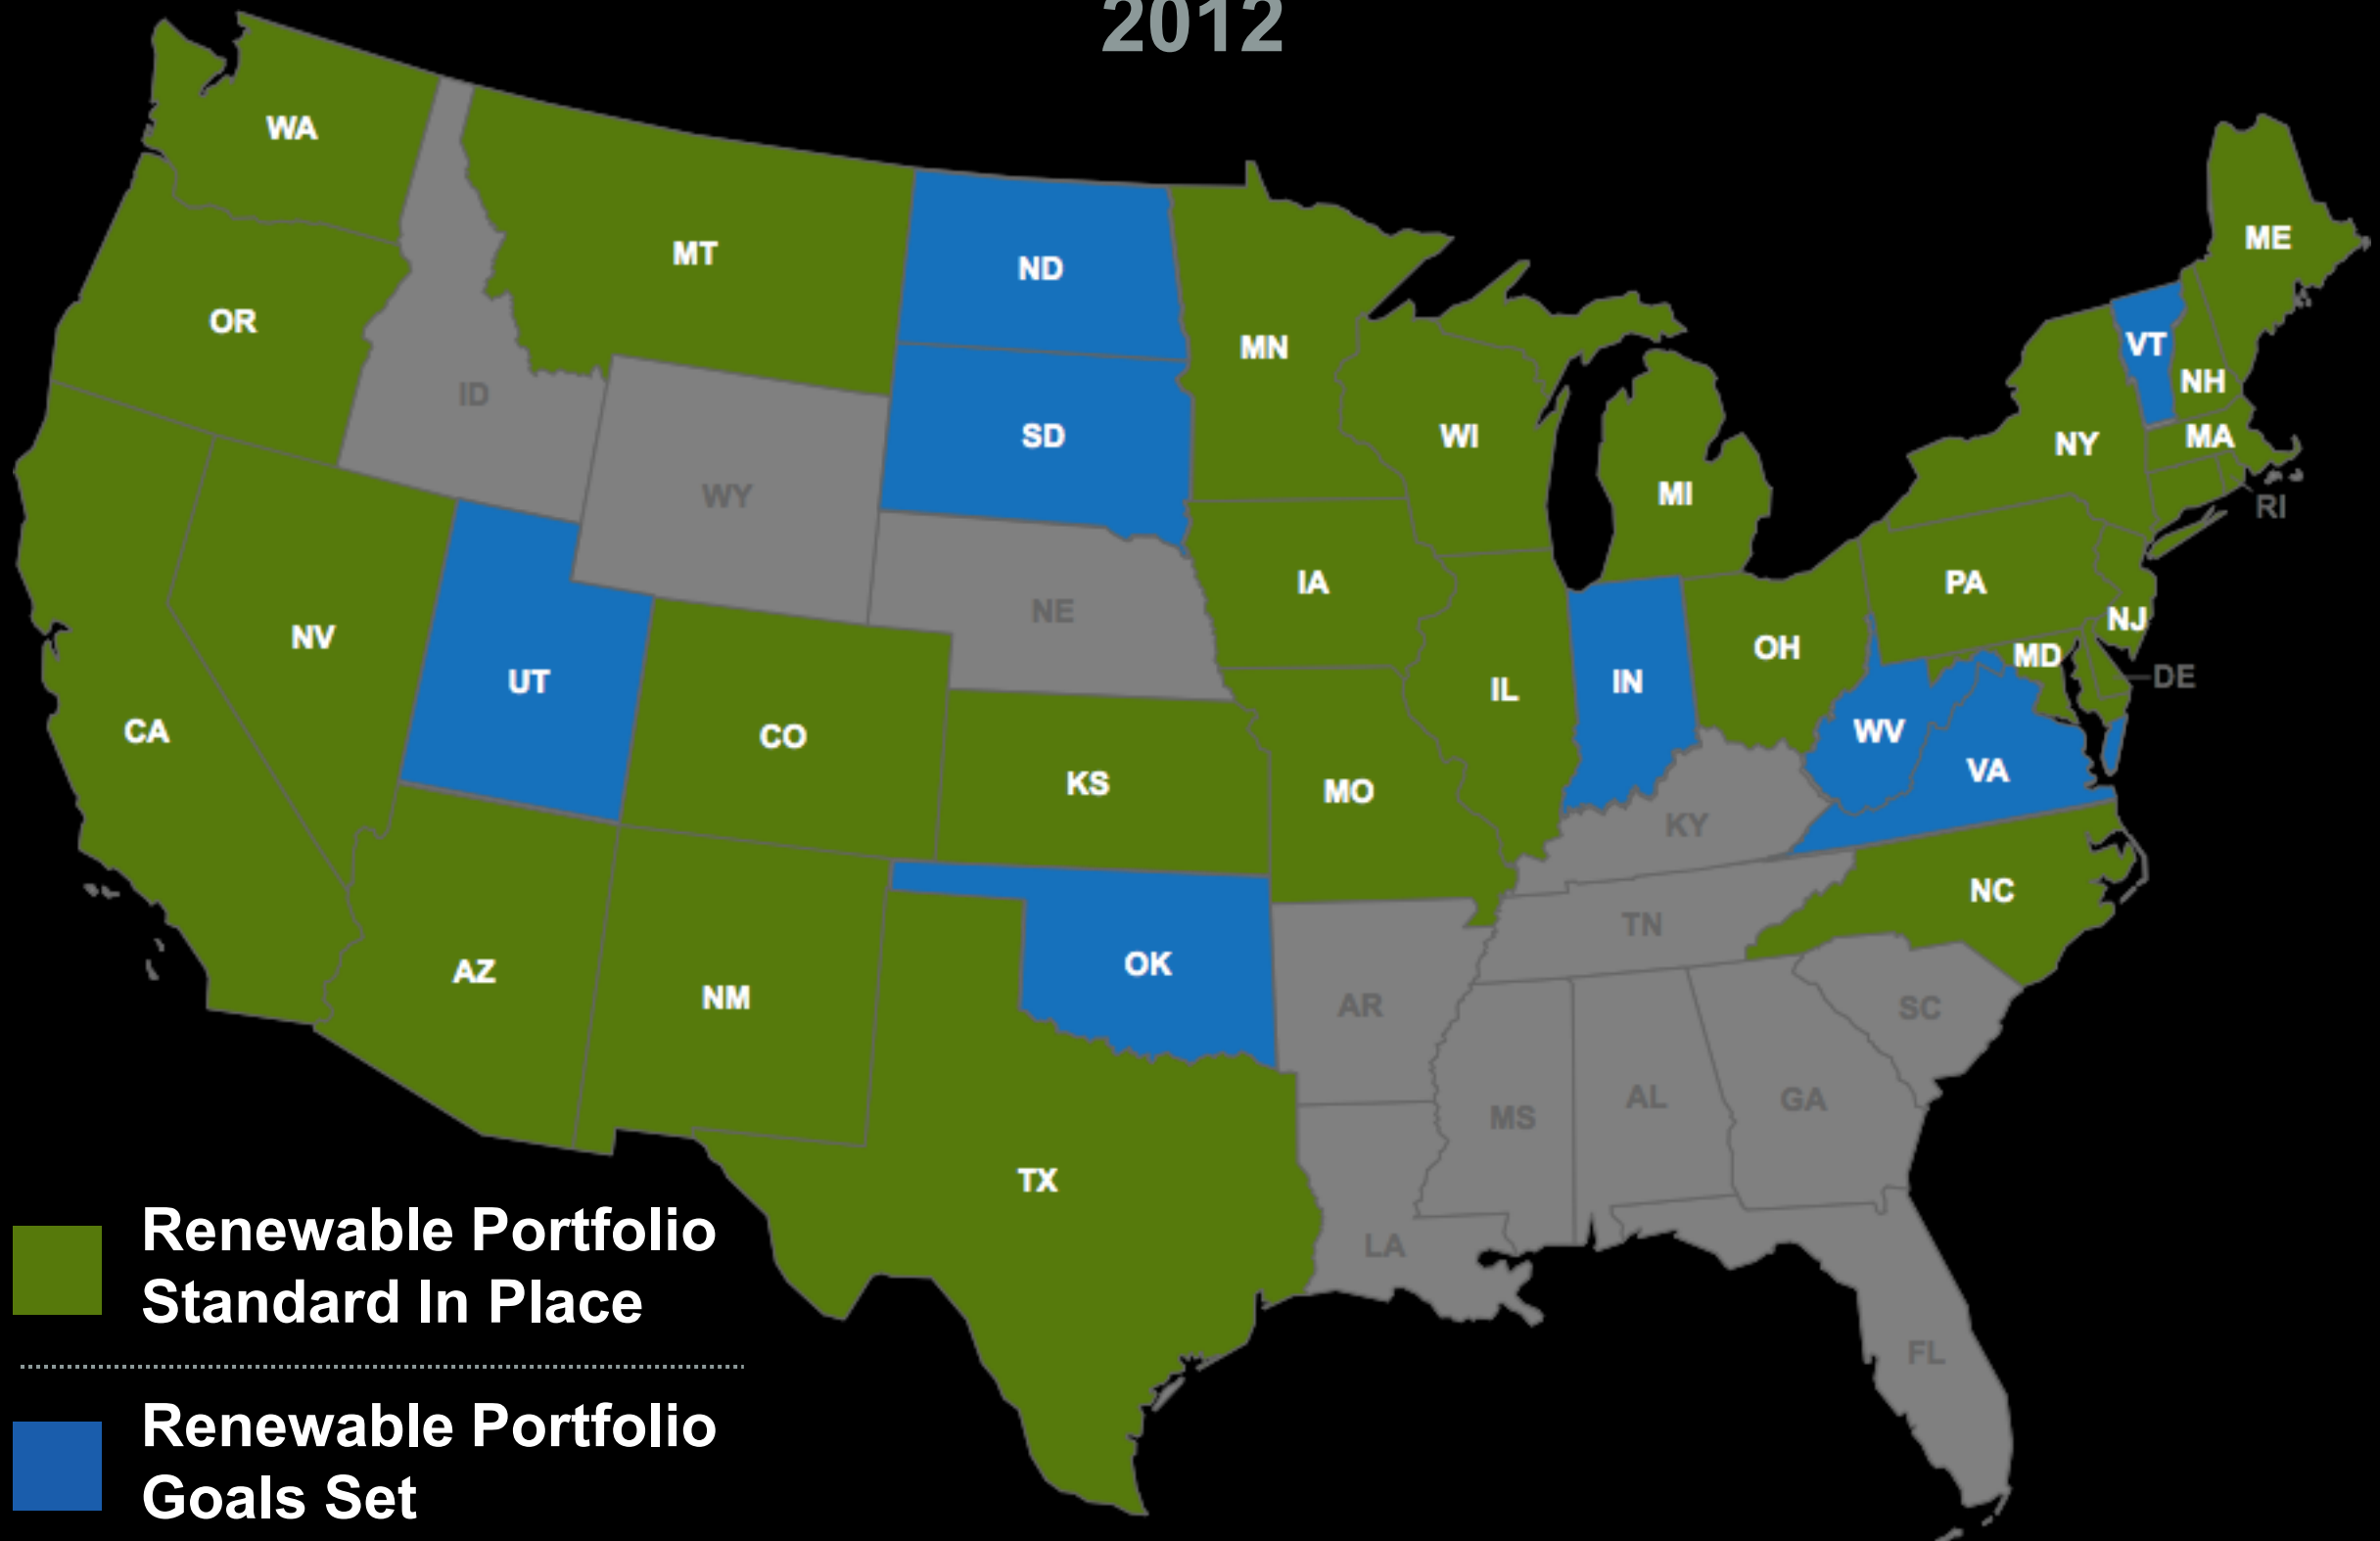 2012
WA
MT
ND
ME
OR
MN
VT
ID
NH
SD
WI
MA
NY
WY
MI
RI
IA
PA
NE
NJ
NV
OH
MD
UT
IL
IN
DE
CA
CO
WV
VA
KS
MO
KY
NC
TN
OK
AZ
NM
AR
SC
MS
AL
GA
TX
LA
FL
Renewable Portfolio
Standard In Place
Renewable Portfolio
Goals Set